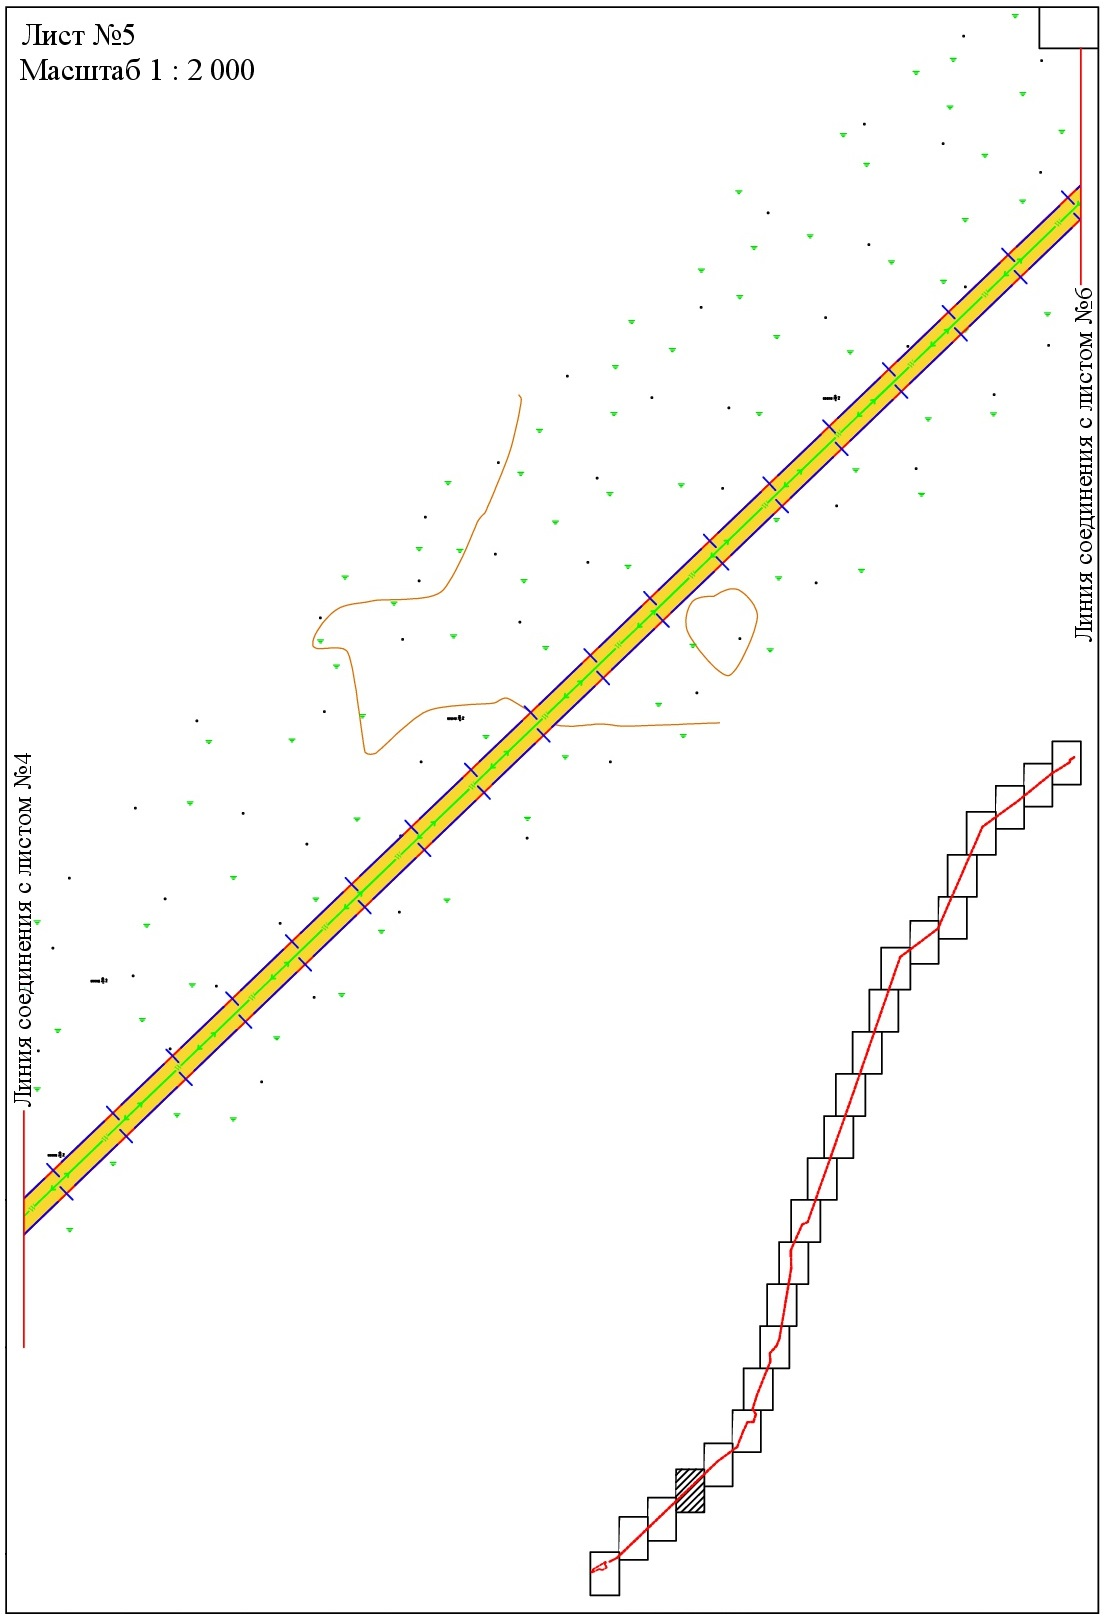 Лист №5
Масштаб 1 : 2 000
Линия соединения с листом №6
Линия соединения с листом №4